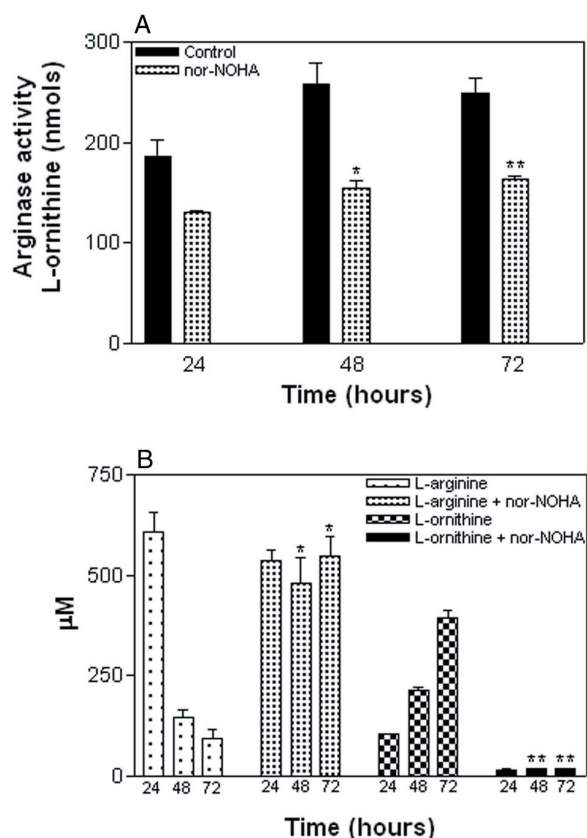 A
Arginase activity
L-ornithine (nmols)
300
200
100
0
Control
nor-NOHA
*
**
24 48 72
Time (hours)
B
µM
750
500
250
0
L-arginine
L-arginine + nor-NOHA
L-ornithine
L-ornithine + nor-NOHA
* *
** **
24 48 72 24 48 72 24 48 72 24 48 72
Time (hours)